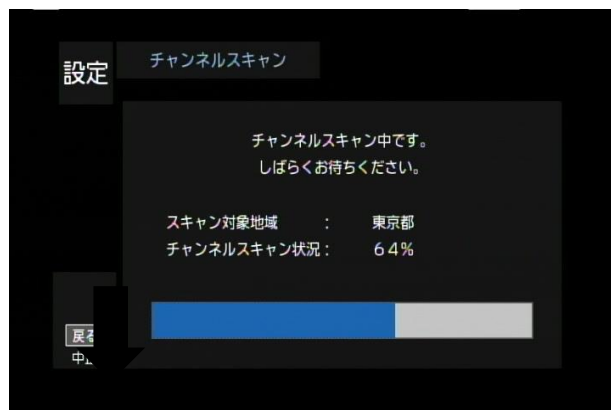 設定
チャンネルスキャン
チャンネルスキャン中です。
しばらくお待ちください。
スキャン対象地域 : 東京都
チャンネルスキャン状況: 64%